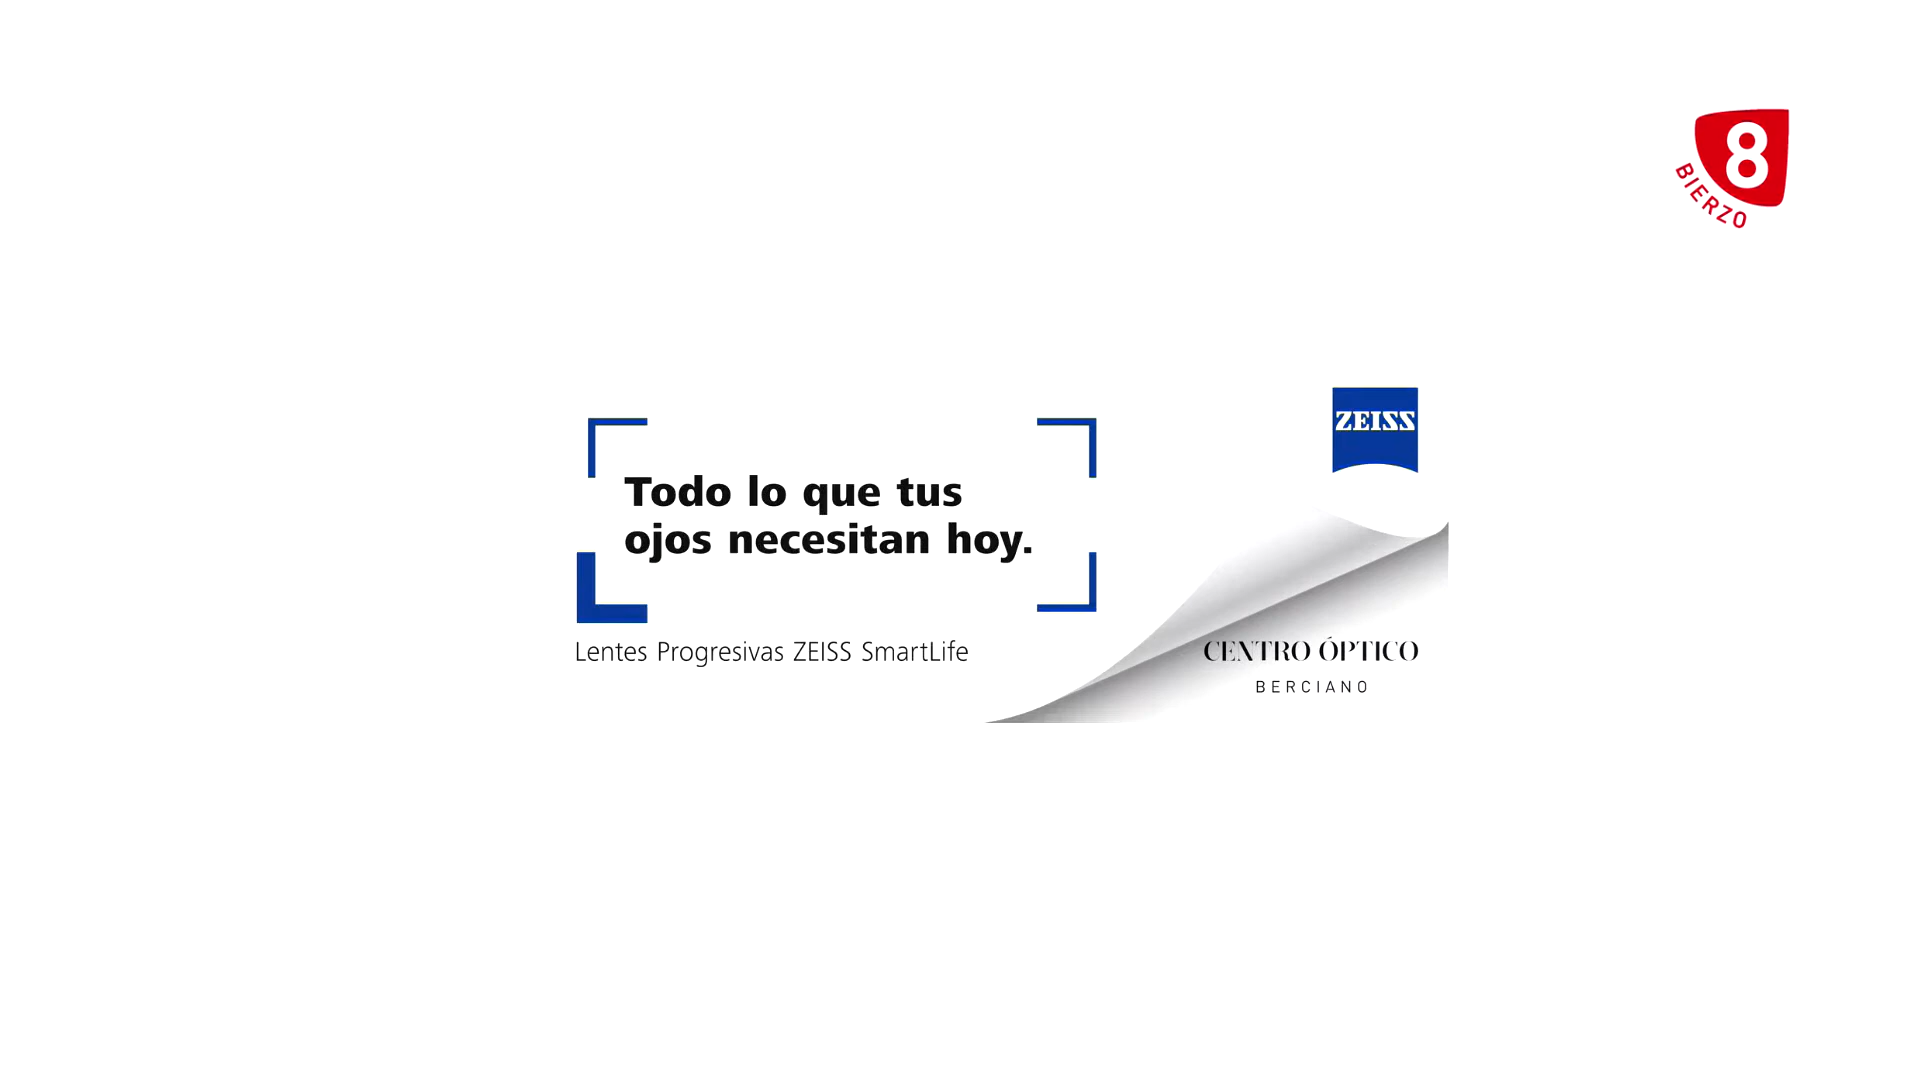 8
BIERZO
ZEISS
Todo lo que tus
ojos necesitan hoy.
Lentes Progresivas ZEISS SmartLife
CENTRO ÓPTICO
BERCIANO